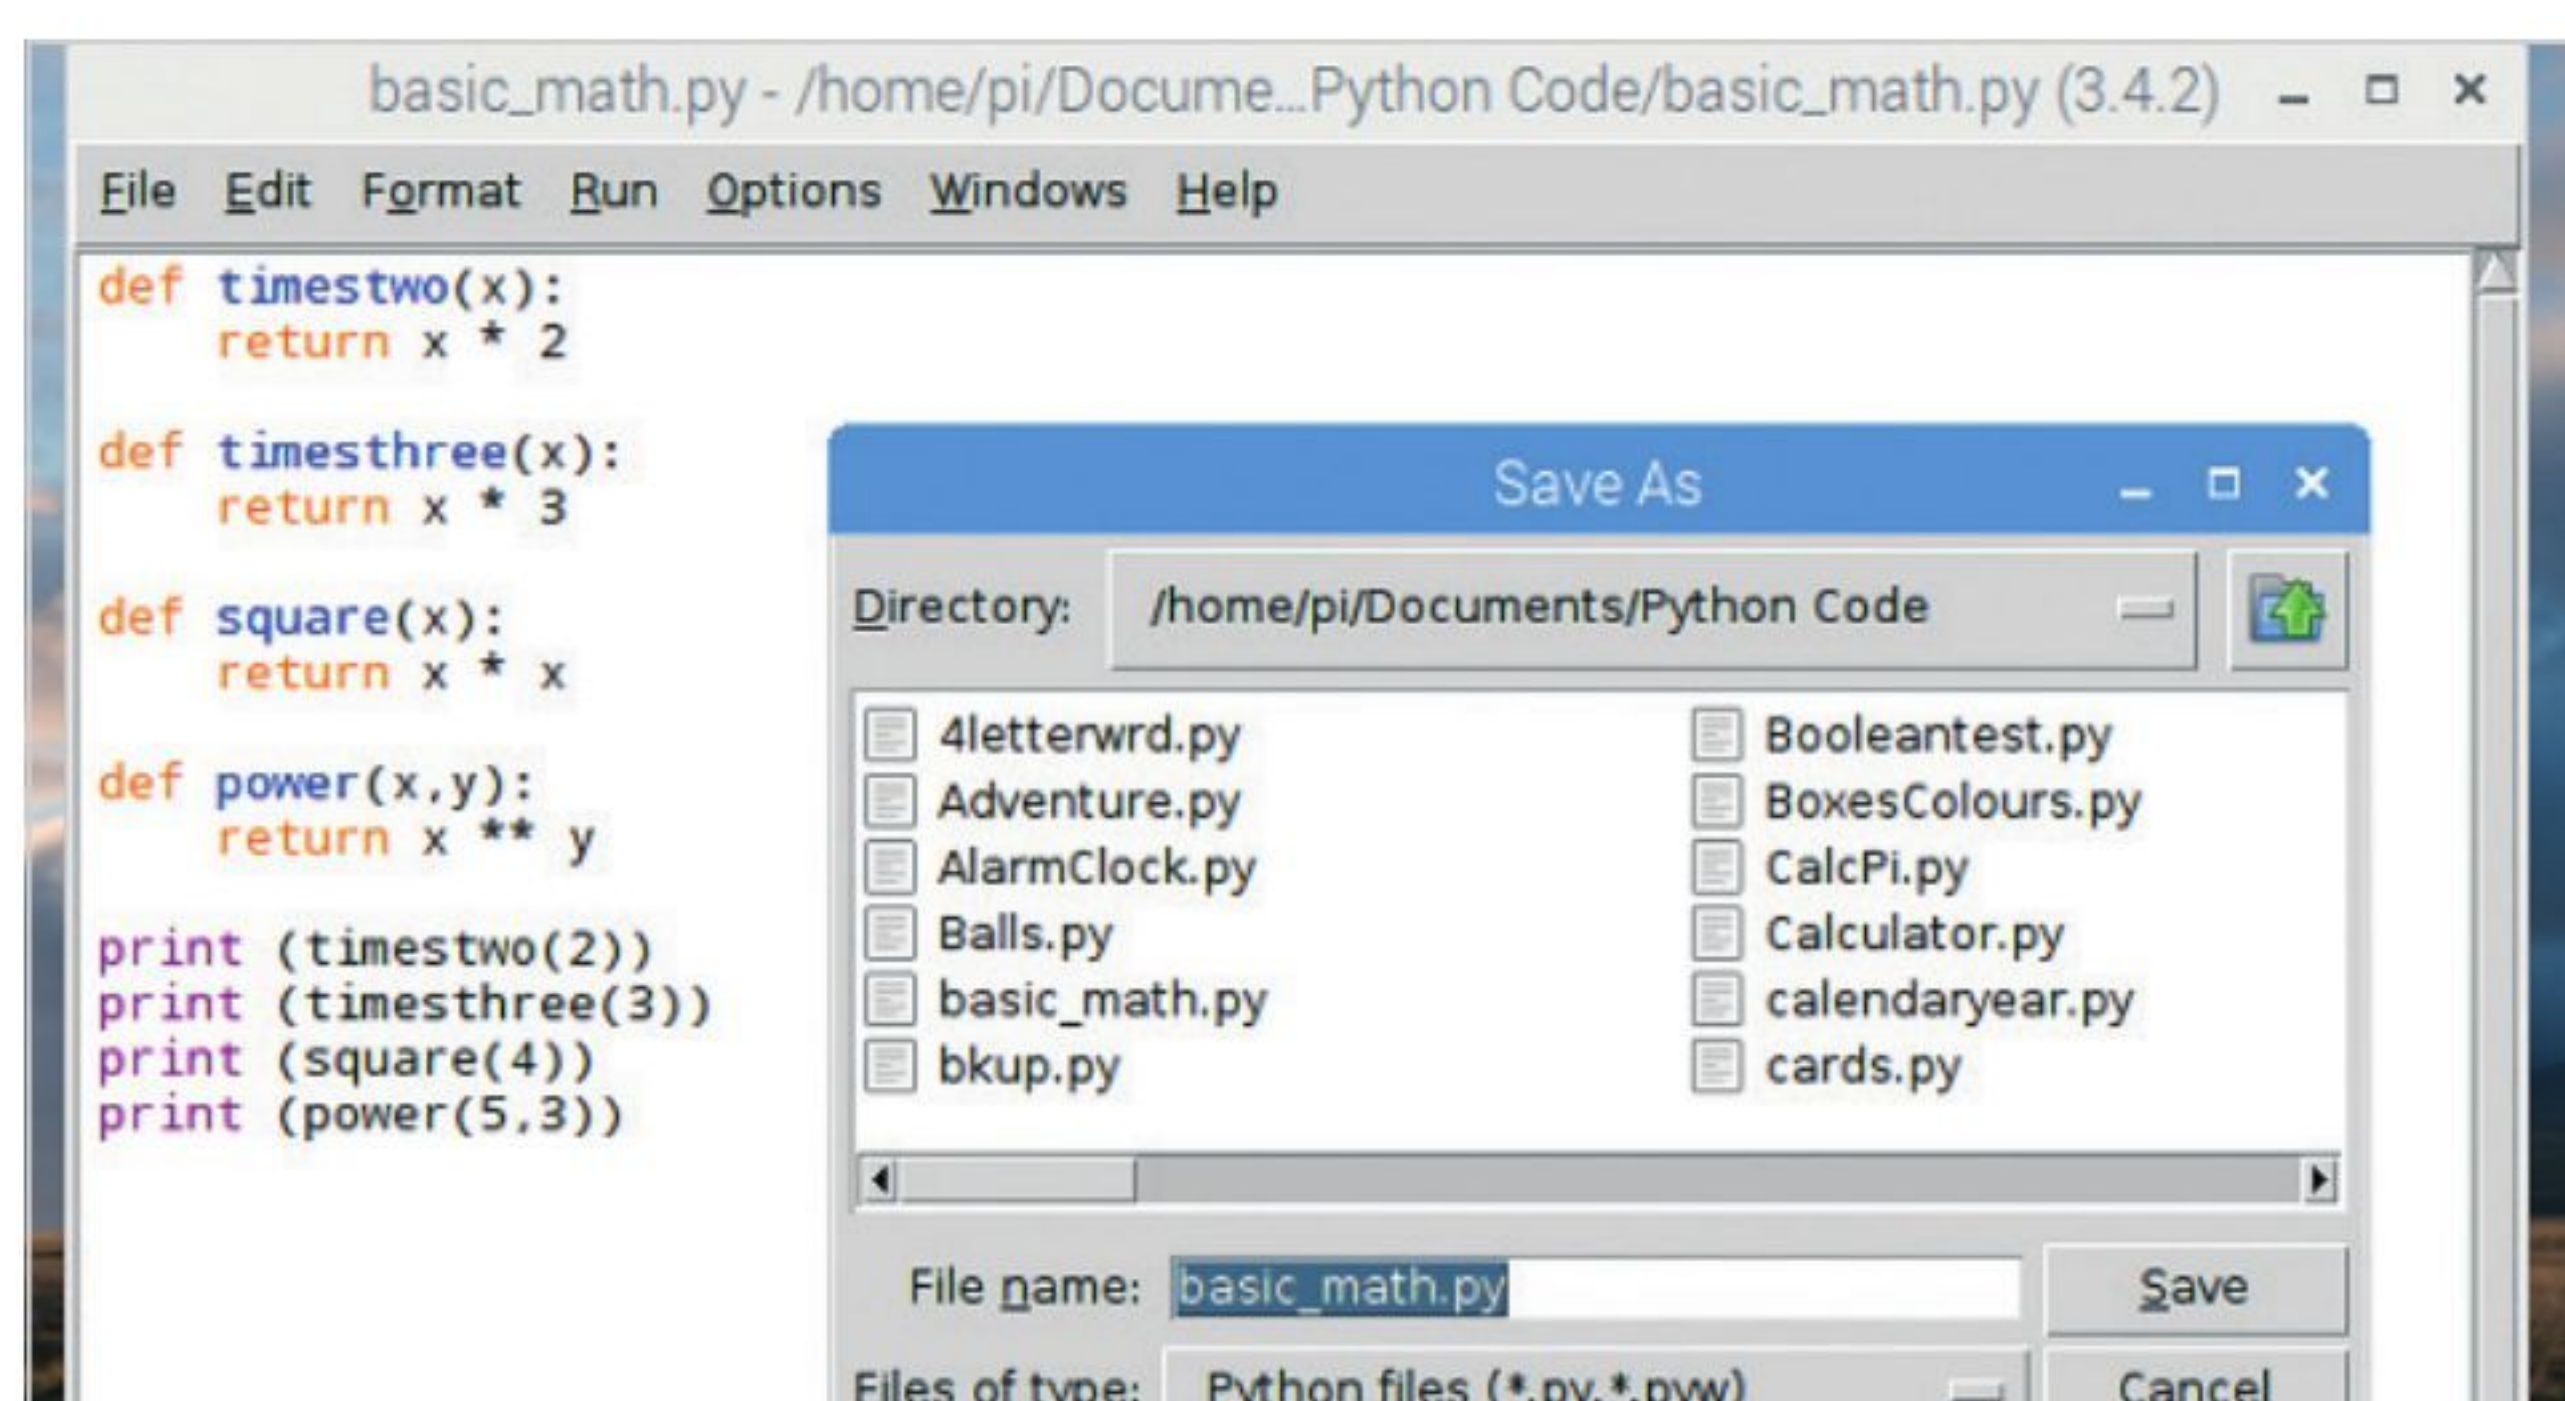 basic_math.py - /home/pi/Docume...Python Code/basic_math.py (3.4.2)
File Edit Format Run Options Windows Help
def timestwo(x):
    return x * 2
def timesthree(x):
    return x * 3
def square(x):
    return x * x
def power(x,y):
    return x ** y
print (timestwo(2))
print (timesthree(3))
print (square(4))
print (power(5,3))
Save As
Directory: /home/pi/Documents/Python Code
4letterwrd.py
Adventure.py
AlarmClock.py
Balls.py
basic_math.py
bkup.py
Booleantest.py
BoxesColours.py
CalcPi.py
Calculator.py
calendaryear.py
cards.py
File name: basic_math.py Save
Files of type: Python files (*.py,*.pyw) Cancel